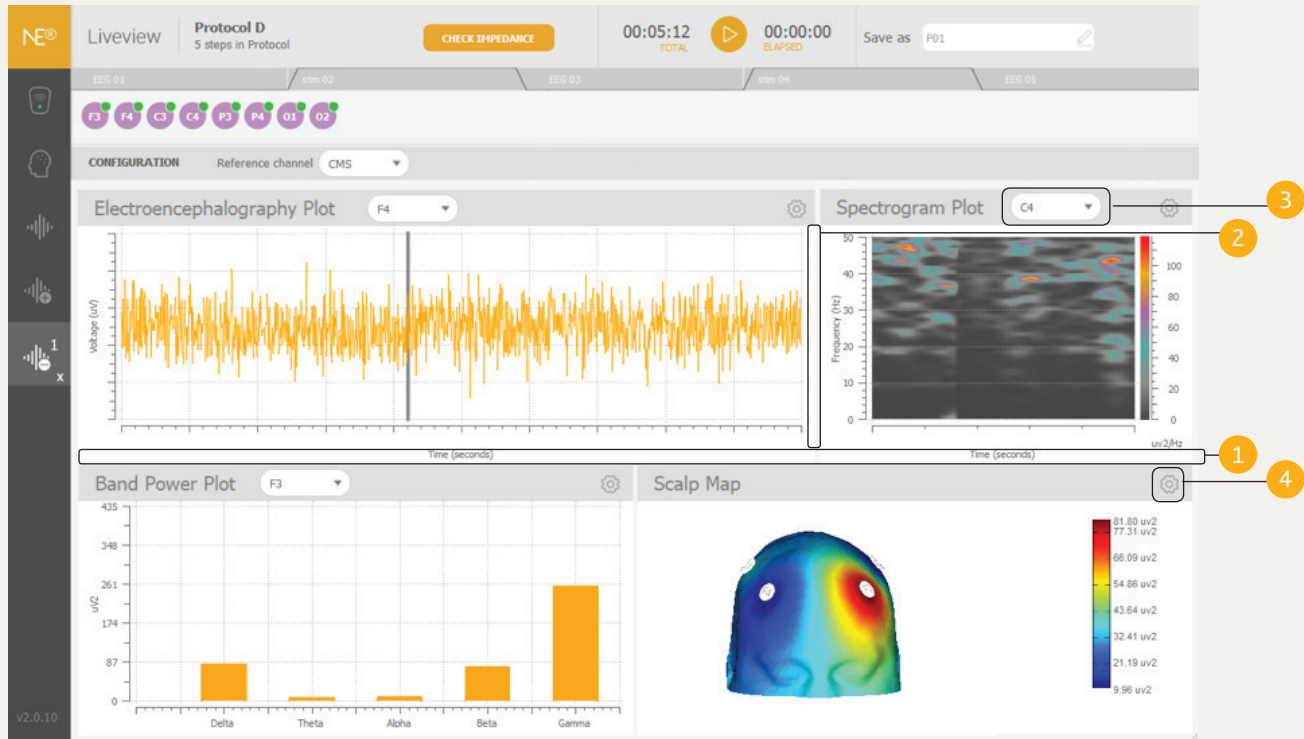 NE®
Liveview
Protocol D
5 steps in Protocol
CHECK IMPEDANCE
00:05:12
TOTAL
00:00:00
ELAPSED
Save as
P01
EEG 01
stim 02
EEG 03
stim 04
EEG 05
F3 F4 C3 C4 P3 P4 O1 O2
CONFIGURATION
Reference channel
CMS
Electroencephalography Plot
F4
Voltage (uV)
Time (seconds)
Spectrogram Plot
C4
3
2
50
40
30
20
10
0
Frequency (Hz)
100
80
60
40
20
0
uv2/Hz
Time (seconds)
1
1
x
Band Power Plot
F3
435
348
261
174
87
0
uV2
Delta Theta Alpha Beta Gamma
Scalp Map
4
81.80 uv2
77.31 uv2
66.09 uv2
54.86 uv2
43.64 uv2
32.41 uv2
21.19 uv2
9.96 uv2
v2.0.10